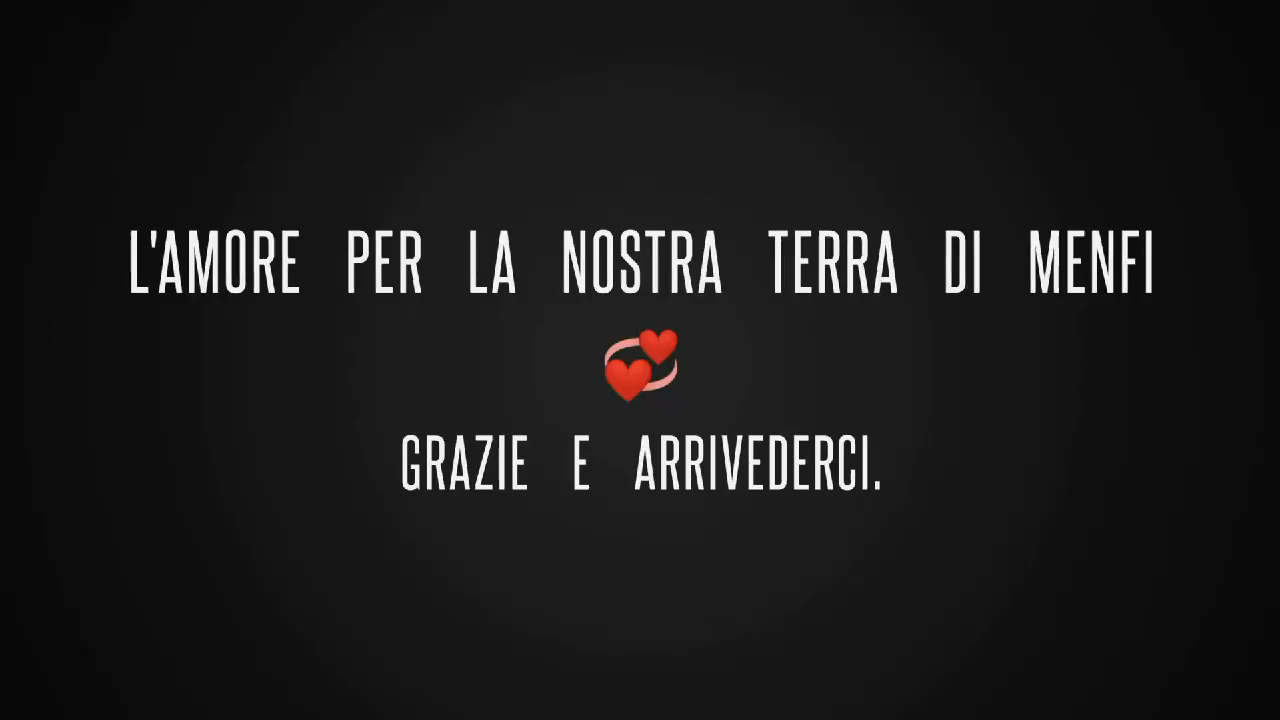 L'AMORE PER LA NOSTRA TERRA DI MENFI
💞
GRAZIE E ARRIVEDERCI.